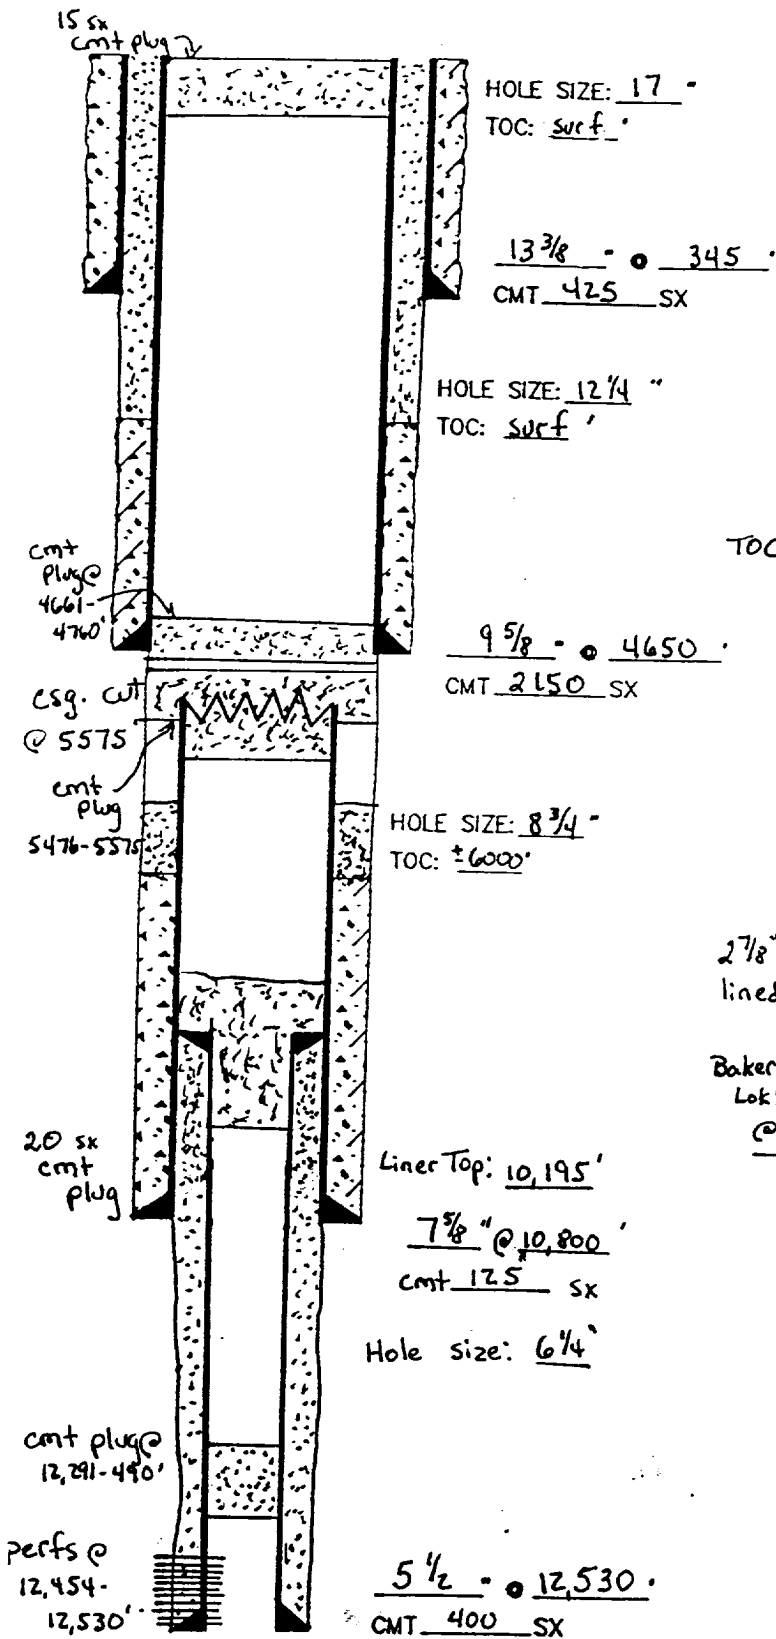 15 sx
cmt plug
HOLE SIZE: 17 "
TOC: surf '
13 3/8 " @ 345 '
CMT 425 SX
HOLE SIZE: 12 1/4 "
TOC: surf '
cmt
plug@
4661-
4760'
TOC
9 5/8 " @ 4650 '
CMT 2150 SX
csg. cut
@ 5575
cmt
plug
5476-5575
HOLE SIZE: 8 3/4 "
TOC: ±6000'
2 7/8"
lined
Baker
Lok
@
20 sx
cmt
plug
Liner Top: 10,195'
7 5/8 " @ 10,800 '
cmt 125 sx
Hole size: 6 1/4"
cmt plug@
12,291-490'
perfs @
12,454-
12,530'
5 1/2 " @ 12,530 '
CMT 400 SX